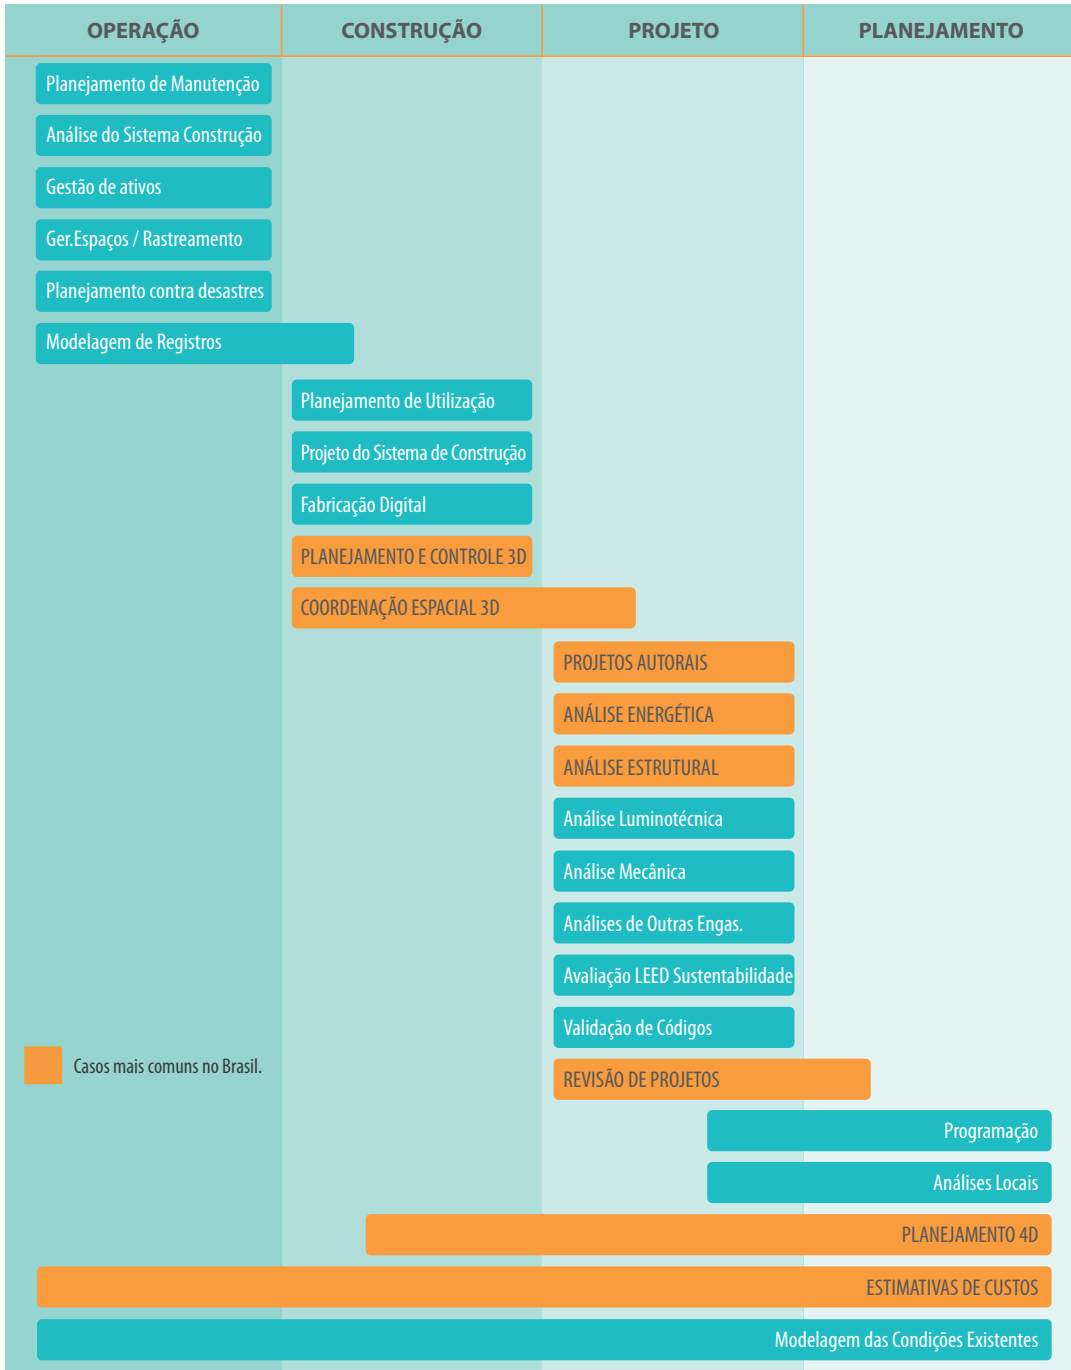 OPERAÇÃO
CONSTRUÇÃO
PROJETO
PLANEJAMENTO
Planejamento de Manutenção
Análise do Sistema Construção
Gestão de ativos
Ger.Espaços / Rastreamento
Planejamento contra desastres
Modelagem de Registros
Planejamento de Utilização
Projeto do Sistema de Construção
Fabricação Digital
PLANEJAMENTO E CONTROLE 3D
COORDENAÇÃO ESPACIAL 3D
PROJETOS AUTORAIS
ANÁLISE ENERGÉTICA
ANÁLISE ESTRUTURAL
Análise Luminotécnica
Análise Mecânica
Análises de Outras Engas.
Avaliação LEED Sustentabilidade
Validação de Códigos
Casos mais comuns no Brasil.
REVISÃO DE PROJETOS
Programação
Análises Locais
PLANEJAMENTO 4D
ESTIMATIVAS DE CUSTOS
Modelagem das Condições Existentes